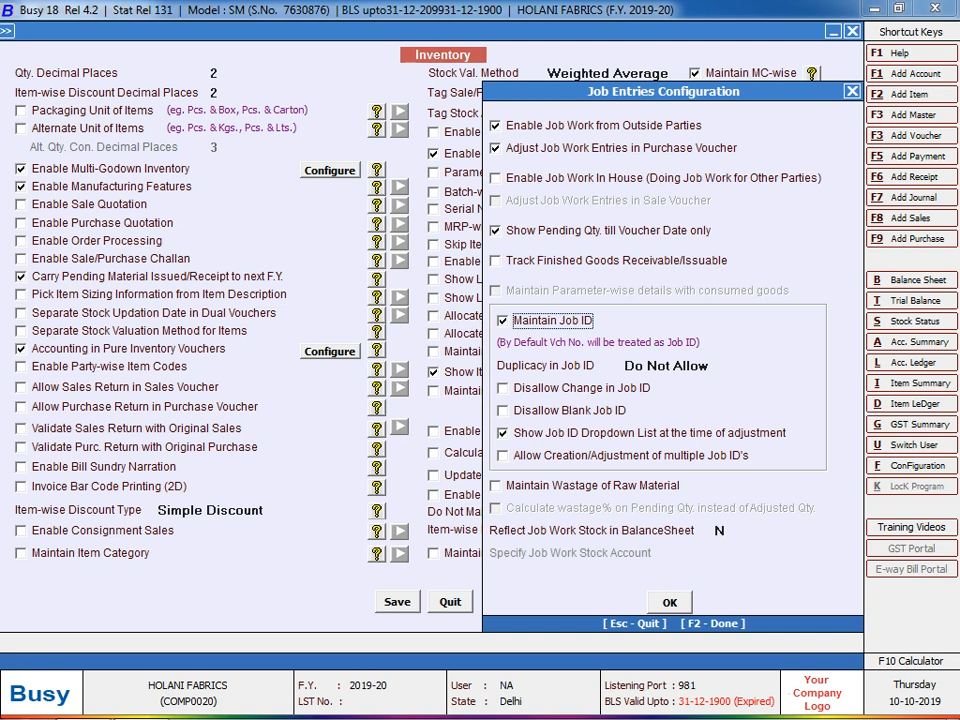 Busy 18 Rel 4.2 | Stat Rel 131 | Model : SM (S.No. 7630876) | BLS upto31-12-209931-12-1900 | HOLANI FABRICS (F.Y. 2019-20)
>>
Inventory
Qty. Decimal Places 2
Item-wise Discount Decimal Places 2
Packaging Unit of Items (eg. Pcs. & Box, Pcs. & Carton) ?
Alternate Unit of Items (eg. Pcs. & Kgs., Pcs. & Lts.) ?
Alt. Qty. Con. Decimal Places 3
Enable Multi-Godown Inventory Configure ?
Enable Manufacturing Features ?
Enable Sale Quotation ?
Enable Purchase Quotation ?
Enable Order Processing ?
Enable Sale/Purchase Challan ?
Carry Pending Material Issued/Receipt to next F.Y. ?
Pick Item Sizing Information from Item Description ?
Separate Stock Updation Date in Dual Vouchers ?
Separate Stock Valuation Method for Items ?
Accounting in Pure Inventory Vouchers Configure ?
Enable Party-wise Item Codes ?
Allow Sales Return in Sales Voucher ?
Allow Purchase Return in Purchase Voucher ?
Validate Sales Return with Original Sales ?
Validate Purc. Return with Original Purchase ?
Enable Bill Sundry Narration ?
Invoice Bar Code Printing (2D) ?
Item-wise Discount Type Simple Discount ?
Enable Consignment Sales ?
Maintain Item Category ?
Save Quit
Stock Val. Method Weighted Average Maintain MC-wise ?
Tag Sale/P
Tag Stock
Enable
Enable
Parame
Batch-w
Serial N
MRP-w
Skip Ite
Enable
Show L
Show L
Allocate
Allocate
Maintai
Show It
Maintai
Enable
Calcula
Update
Enable
Do Not Ma
Item-wise
Maintai
Job Entries Configuration
Enable Job Work from Outside Parties
Adjust Job Work Entries in Purchase Voucher
Enable Job Work In House (Doing Job Work for Other Parties)
Adjust Job Work Entries in Sale Voucher
Show Pending Qty. till Voucher Date only
Track Finished Goods Receivable/Issuable
Maintain Parameter-wise details with consumed goods
Maintain Job ID
(By Default Vch No. will be treated as Job ID)
Duplicacy in Job ID Do Not Allow
Disallow Change in Job ID
Disallow Blank Job ID
Show Job ID Dropdown List at the time of adjustment
Allow Creation/Adjustment of multiple Job ID's
Maintain Wastage of Raw Material
Calculate wastage% on Pending Qty. instead of Adjusted Qty.
Reflect Job Work Stock in BalanceSheet N
Specify Job Work Stock Account
OK
[ Esc - Quit ] [ F2 - Done ]
Shortcut Keys
F1 Help
F1 Add Account
F2 Add Item
F3 Add Master
F3 Add Voucher
F5 Add Payment
F6 Add Receipt
F7 Add Journal
F8 Add Sales
F9 Add Purchase
B Balance Sheet
T Trial Balance
S Stock Status
A Acc. Summary
L Acc. Ledger
I Item Summary
D Item LeDger
G GST Summary
U Switch User
F ConFiguration
K LocK Program
Training Videos
GST Portal
E-way Bill Portal
F10 Calculator
Busy
HOLANI FABRICS
(COMP0020)
F.Y. : 2019-20
LST No. :
User : NA
State : Delhi
Listening Port : 981
BLS Valid Upto : 31-12-1900 (Expired)
Your
Company
Logo
Thursday
10-10-2019